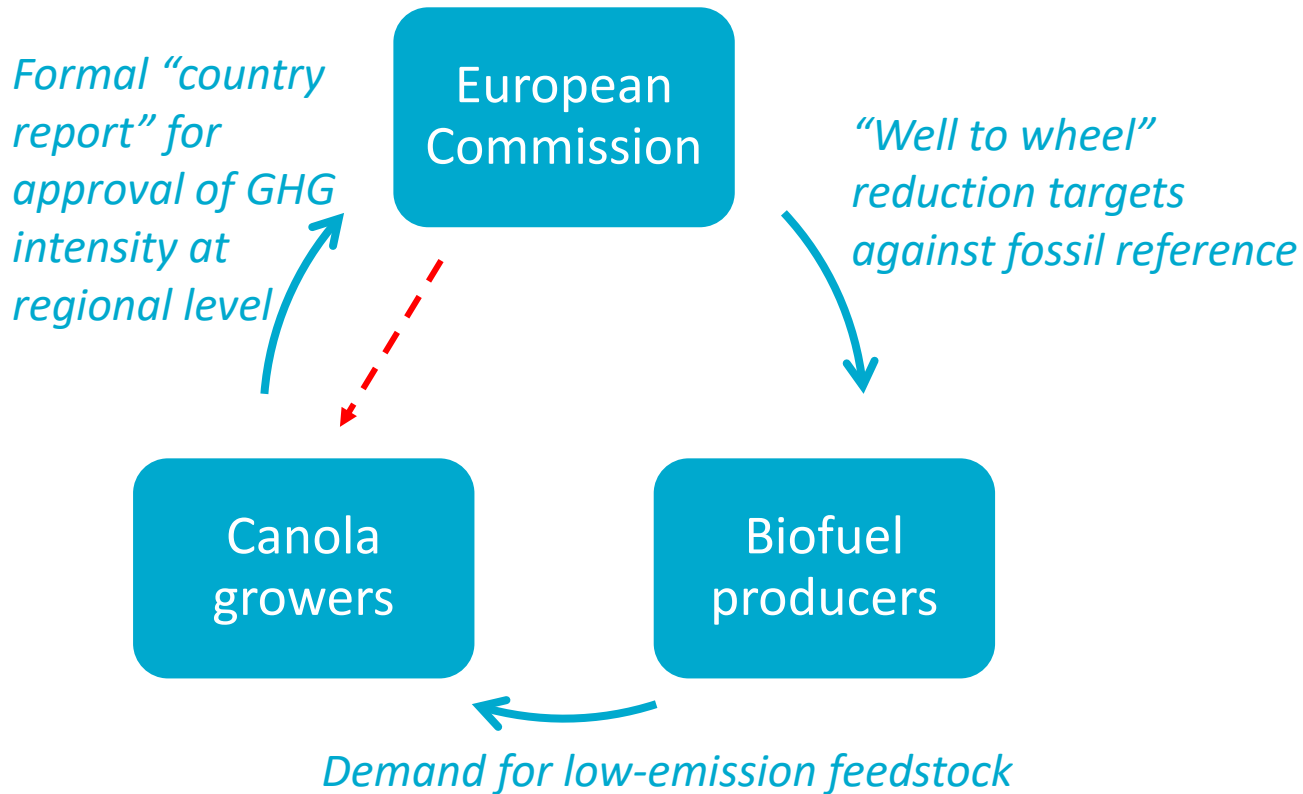 Formal “country
report” for
approval of GHG
intensity at
regional level
European
Commission
“Well to wheel”
reduction targets
against fossil reference
Canola
growers
Biofuel
producers
Demand for low-emission feedstock